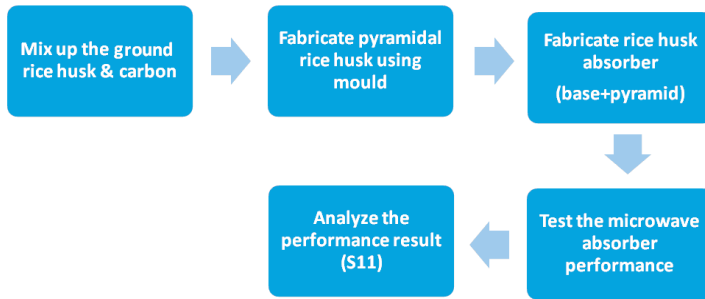 Mix up the ground
rice husk & carbon
Fabricate pyramidal
rice husk using
mould
Fabricate rice husk
absorber
(base+pyramid)
Test the microwave
absorber
performance
Analyze the
performance result
(S11)